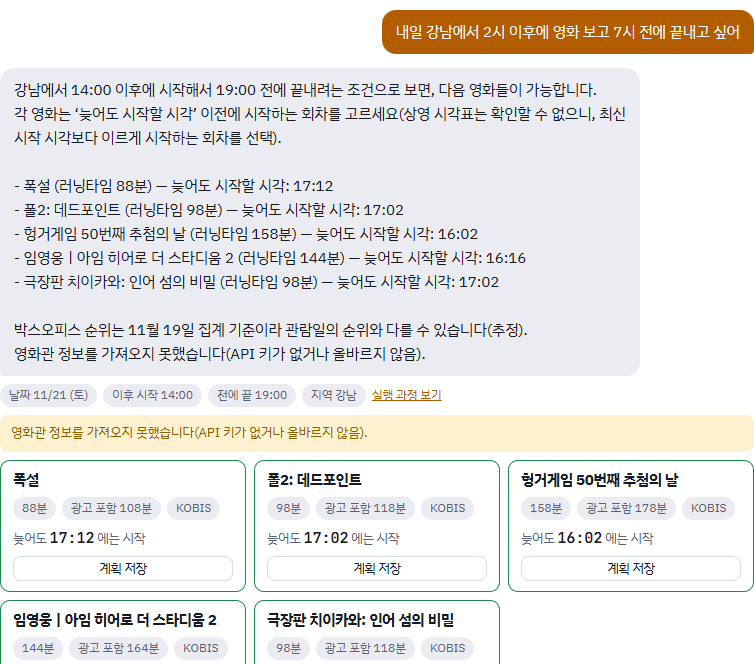 내일 강남에서 2시 이후에 영화 보고 7시 전에 끝내고 싶어
강남에서 14:00 이후에 시작해서 19:00 전에 끝내려는 조건으로 보면, 다음 영화들이 가능합니다.
각 영화는 ‘늦어도 시작할 시각’ 이전에 시작하는 회차를 고르세요(상영 시각표는 확인할 수 없으니, 최신
시작 시각보다 이르게 시작하는 회차를 선택).
- 폭설 (러닝타임 88분) — 늦어도 시작할 시각: 17:12
- 폴2: 데드포인트 (러닝타임 98분) — 늦어도 시작할 시각: 17:02
- 헝거게임 50번째 추첨의 날 (러닝타임 158분) — 늦어도 시작할 시각: 16:02
- 임영웅 | 아임 히어로 더 스타디움 2 (러닝타임 144분) — 늦어도 시작할 시각: 16:16
- 극장판 치이카와: 인어 섬의 비밀 (러닝타임 98분) — 늦어도 시작할 시각: 17:02
박스오피스 순위는 11월 19일 집계 기준이라 관람일의 순위와 다를 수 있습니다(추정).
영화관 정보를 가져오지 못했습니다(API 키가 없거나 올바르지 않음).
날짜 11/21 (토) 이후 시작 14:00 전에 끝 19:00 지역 강남 실행 과정 보기
영화관 정보를 가져오지 못했습니다(API 키가 없거나 올바르지 않음).
폭설
88분 광고 포함 108분 KOBIS
늦어도 17:12 에는 시작
계획 저장
폴2: 데드포인트
98분 광고 포함 118분 KOBIS
늦어도 17:02 에는 시작
계획 저장
헝거게임 50번째 추첨의 날
158분 광고 포함 178분 KOBIS
늦어도 16:02 에는 시작
계획 저장
임영웅 | 아임 히어로 더 스타디움 2
144분 광고 포함 164분 KOBIS
극장판 치이카와: 인어 섬의 비밀
98분 광고 포함 118분 KOBIS